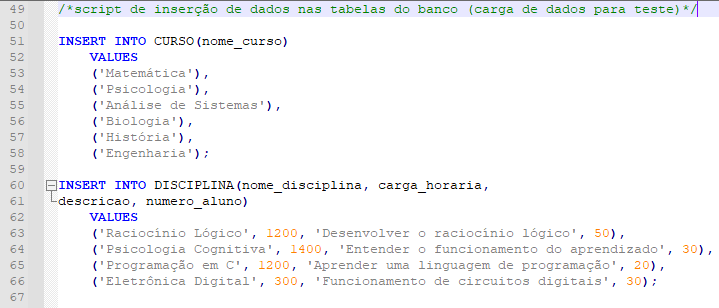 49 /*script de inserção de dados nas tabelas do banco (carga de dados para teste)*/
50
51 INSERT INTO CURSO(nome_curso)
52 VALUES
53 ('Matemática'),
54 ('Psicologia'),
55 ('Análise de Sistemas'),
56 ('Biologia'),
57 ('História'),
58 ('Engenharia');
59
60 INSERT INTO DISCIPLINA(nome_disciplina, carga_horaria,
61 descricao, numero_aluno)
62 VALUES
63 ('Raciocínio Lógico', 1200, 'Desenvolver o raciocínio lógico', 50),
64 ('Psicologia Cognitiva', 1400, 'Entender o funcionamento do aprendizado', 30),
65 ('Programação em C', 1200, 'Aprender uma linguagem de programação', 20),
66 ('Eletrônica Digital', 300, 'Funcionamento de circuitos digitais', 30);
67